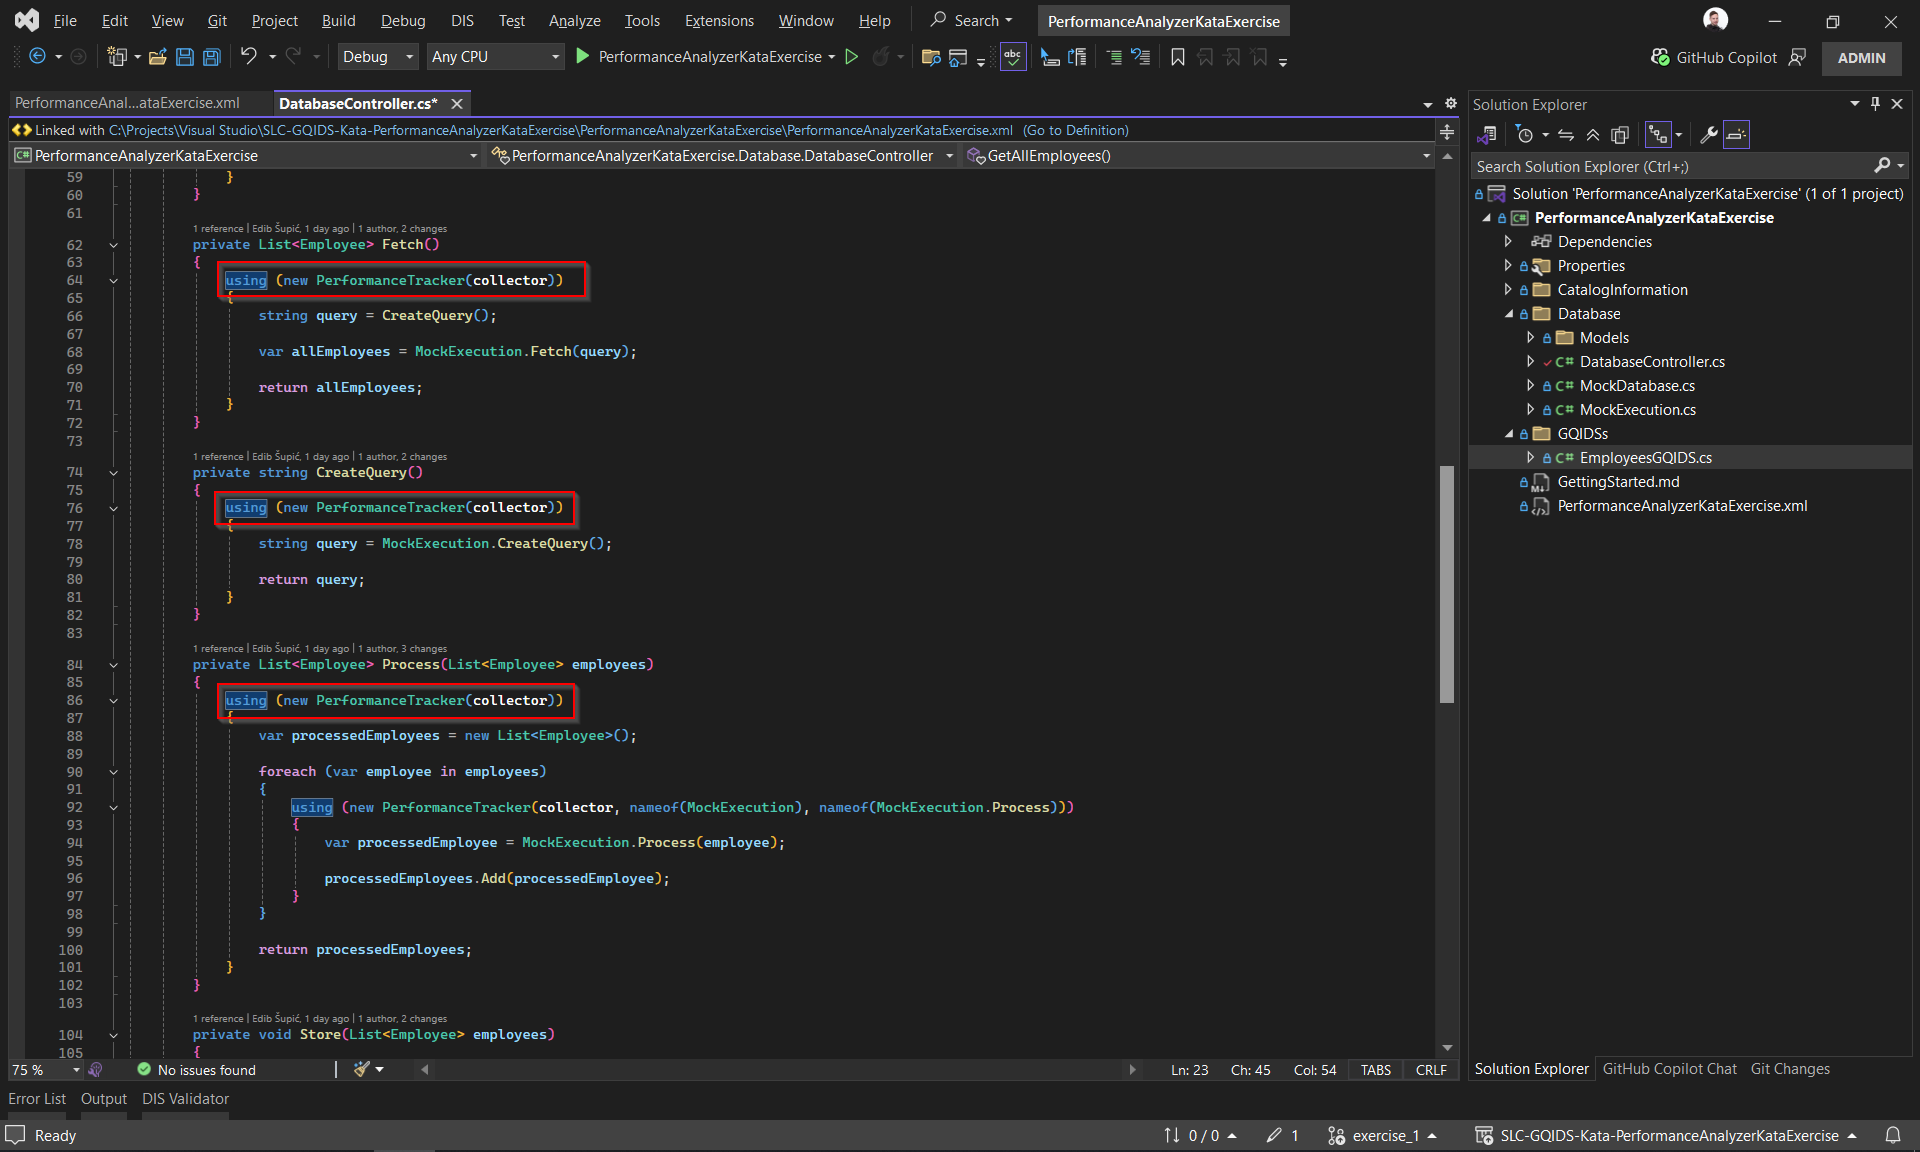 File Edit View Git Project Build Debug DIS Test Analyze Tools Extensions Window Help Search PerformanceAnalyzerKataExercise
Debug Any CPU PerformanceAnalyzerKataExercise abc GitHub Copilot ADMIN
PerformanceAnal...ataExercise.xml DatabaseController.cs*
Linked with C:\Projects\Visual Studio\SLC-GQIDS-Kata-PerformanceAnalyzerKataExercise\PerformanceAnalyzerKataExercise\PerformanceAnalyzerKataExercise.xml (Go to Definition)
C# PerformanceAnalyzerKataExercise PerformanceAnalyzerKataExercise.Database.DatabaseController GetAllEmployees()
59 }
60 }
61
1 reference | Edib Šupić, 1 day ago | 1 author, 2 changes
62 private List<Employee> Fetch()
63 {
64 using (new PerformanceTracker(collector))
65 {
66 string query = CreateQuery();
67
68 var allEmployees = MockExecution.Fetch(query);
69
70 return allEmployees;
71 }
72 }
73
1 reference | Edib Šupić, 1 day ago | 1 author, 2 changes
74 private string CreateQuery()
75 {
76 using (new PerformanceTracker(collector))
77 {
78 string query = MockExecution.CreateQuery();
79
80 return query;
81 }
82 }
83
1 reference | Edib Šupić, 1 day ago | 1 author, 3 changes
84 private List<Employee> Process(List<Employee> employees)
85 {
86 using (new PerformanceTracker(collector))
87 {
88 var processedEmployees = new List<Employee>();
89
90 foreach (var employee in employees)
91 {
92 using (new PerformanceTracker(collector, nameof(MockExecution), nameof(MockExecution.Process)))
93 {
94 var processedEmployee = MockExecution.Process(employee);
95
96 processedEmployees.Add(processedEmployee);
97 }
98 }
99
100 return processedEmployees;
101 }
102 }
103
1 reference | Edib Šupić, 1 day ago | 1 author, 2 changes
104 private void Store(List<Employee> employees)
105 {
75 % No issues found Ln: 23 Ch: 45 Col: 54 TABS CRLF
Error List Output DIS Validator
Solution Explorer
Search Solution Explorer (Ctrl+;)
Solution 'PerformanceAnalyzerKataExercise' (1 of 1 project)
C# PerformanceAnalyzerKataExercise
Dependencies
Properties
CatalogInformation
Database
Models
C# DatabaseController.cs
C# MockDatabase.cs
C# MockExecution.cs
GQIDSs
C# EmployeesGQIDS.cs
GettingStarted.md
PerformanceAnalyzerKataExercise.xml
Solution Explorer GitHub Copilot Chat Git Changes
Ready 0 / 0 1 exercise_1 SLC-GQIDS-Kata-PerformanceAnalyzerKataExercise